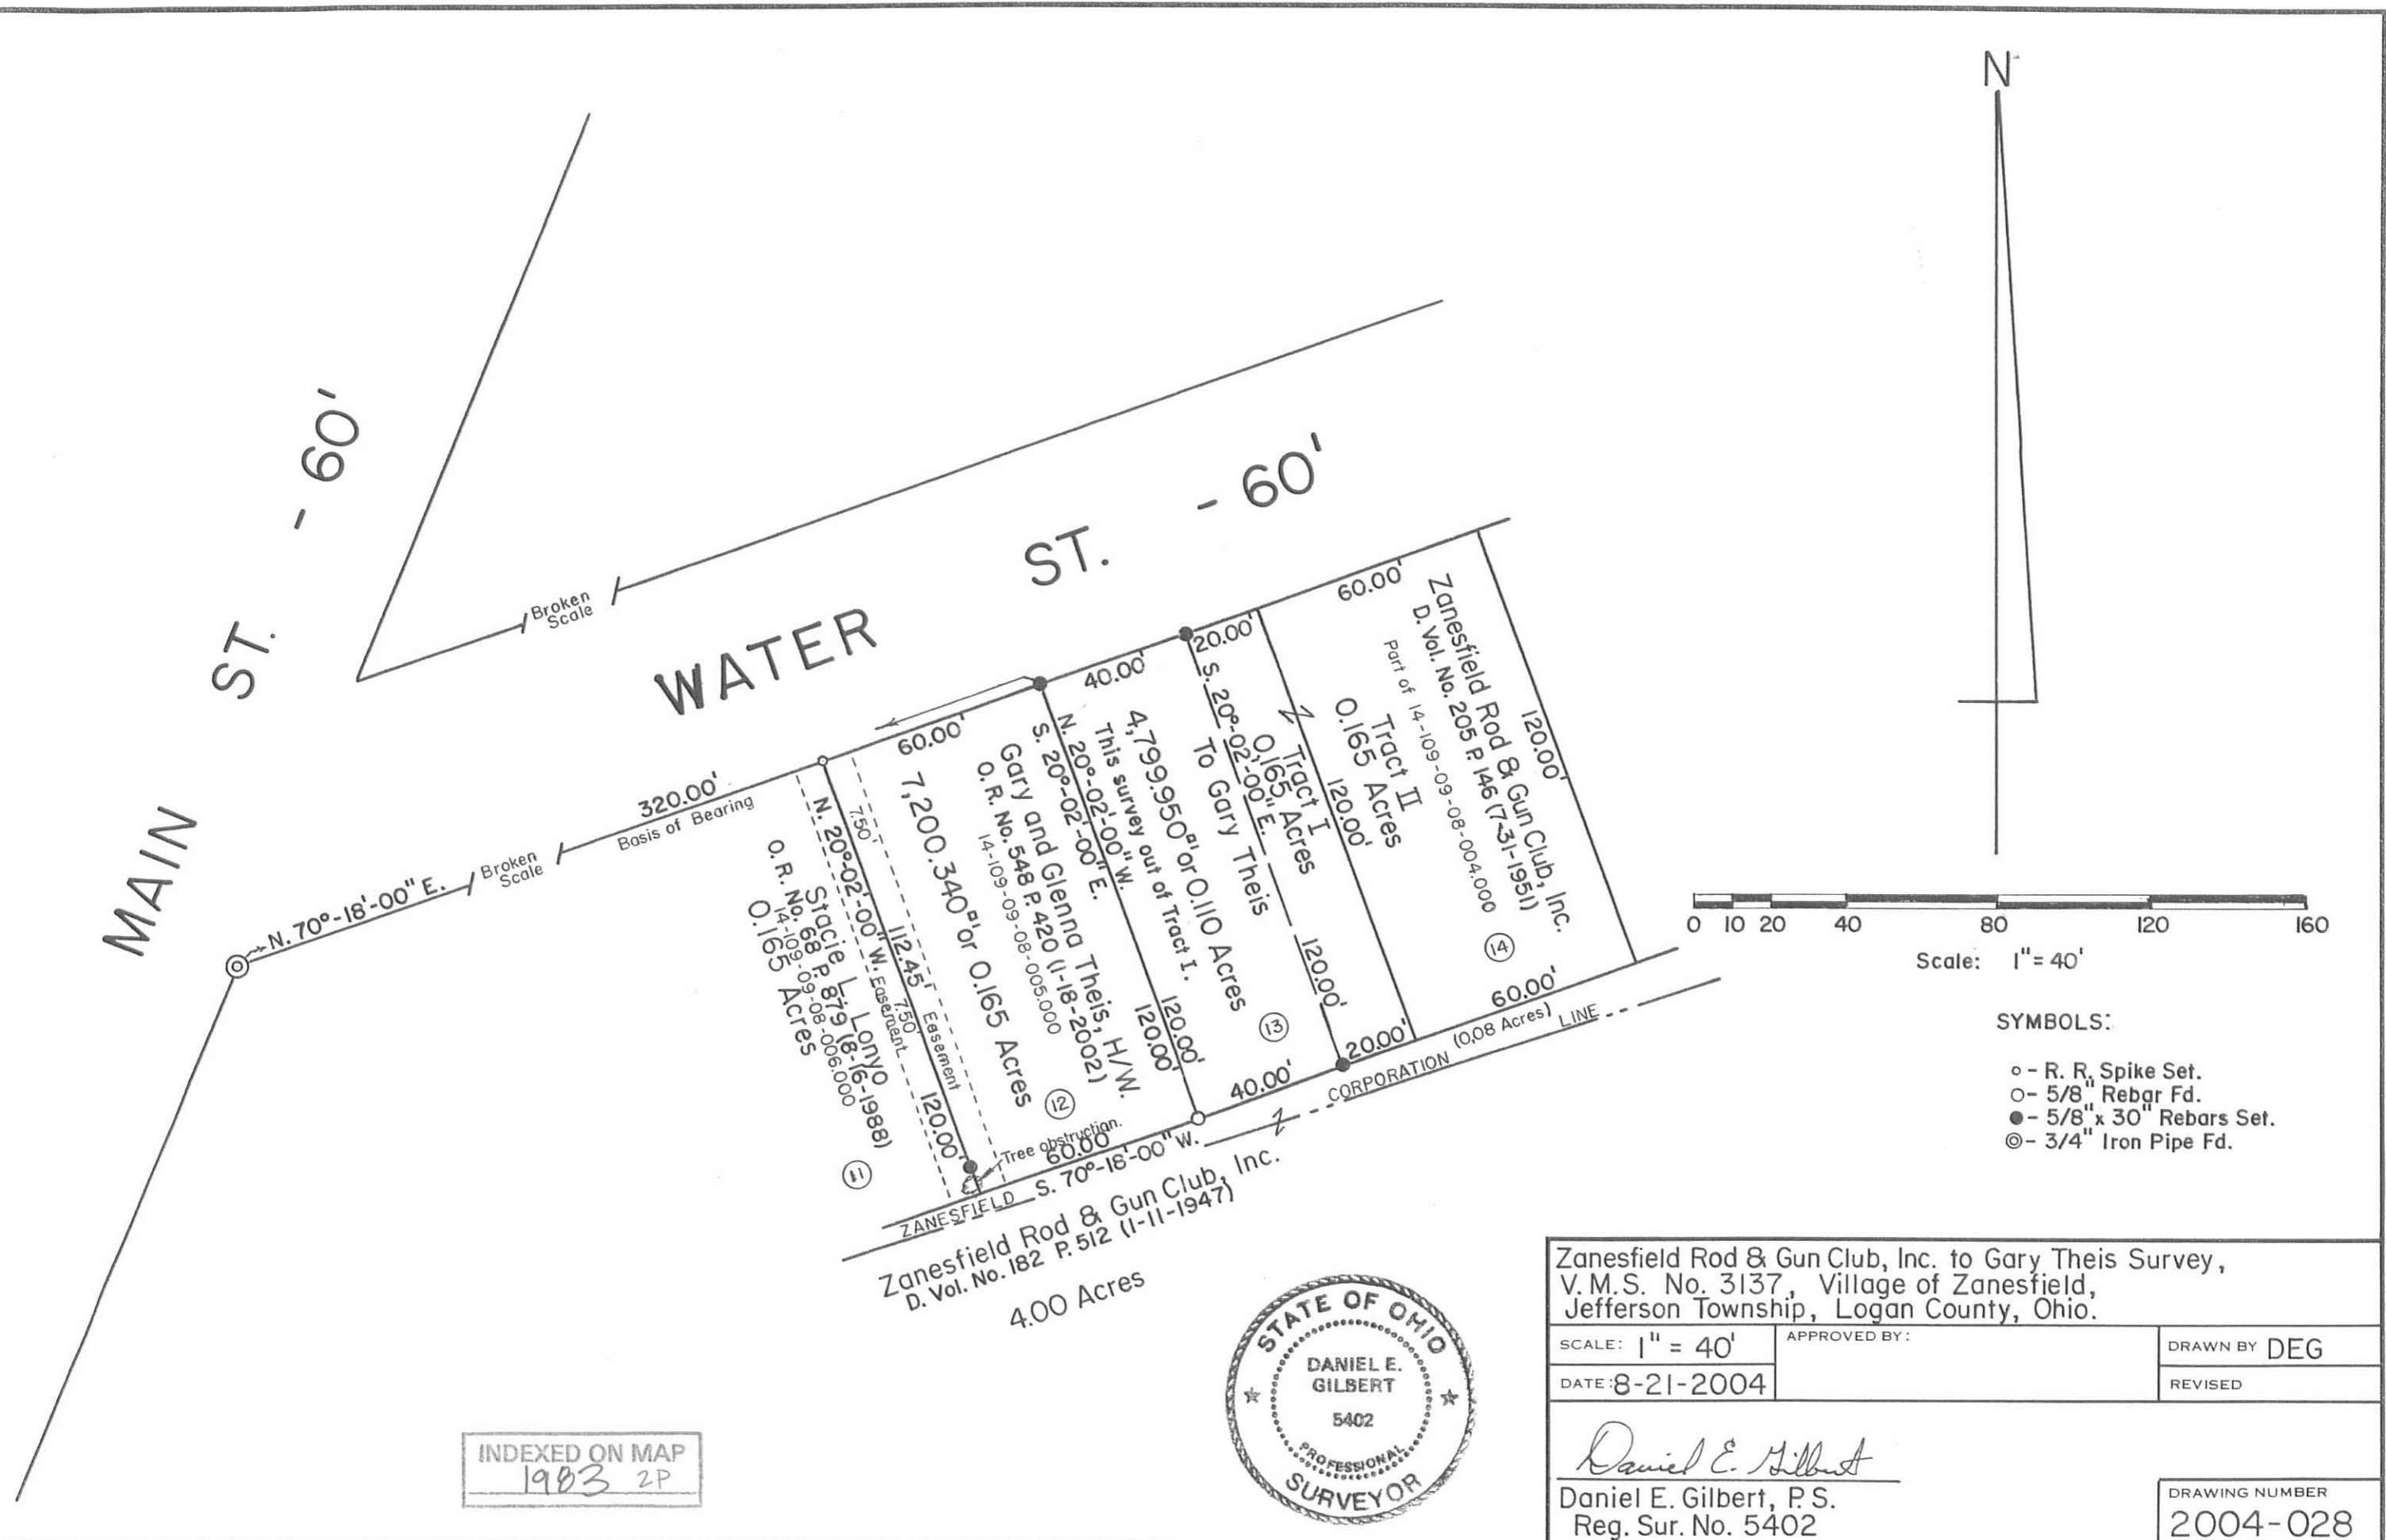 N
MAIN ST. - 60'
WATER ST. - 60'
Broken
Scale
N. 70°-18'-00" E.
Broken
Scale
320.00'
Basis of Bearing
60.00'
40.00'
20.00'
60.00'
N. 20°-02'-00" W.
112.45'
120.00'
7.50'
Easement
7.50'
Easement
Stacie L. Lonyo
O. R. No. 68 P. 879 (8-16-1988)
14-109-09-08-006.000
0.165 Acres
11
7,200.340" or 0.165 Acres
Gary and Glenna Theis, H/W.
O. R. No. 548 P. 420 (1-18-2002)
14-109-09-08-005.000
12
S. 20°-02'-00" E.
120.00'
N. 20°-02'-00" W.
120.00'
This survey out of Tract I.
4,799.950" or 0.110 Acres
To Gary Theis
13
S. 20°-02'-00" E.
120.00'
Tract I
0.165 Acres
120.00'
Tract II
0.165 Acres
Zanesfield Rod & Gun Club, Inc.
D. Vol. No. 205 P. 146 (7-31-1951)
Part of 14-109-09-08-004.000
14
120.00'
Tree obstruction.
60.00'
S. 70°-18'-00" W.
40.00'
20.00'
60.00'
ZANESFIELD
CORPORATION (0.08 Acres) LINE
Zanesfield Rod & Gun Club, Inc.
D. Vol. No. 182 P. 512 (1-11-1947)
4.00 Acres
0 10 20 40 80 120 160
Scale: 1" = 40'
SYMBOLS:
o - R. R. Spike Set.
O - 5/8" Rebar Fd.
● - 5/8" x 30" Rebars Set.
◎ - 3/4" Iron Pipe Fd.
INDEXED ON MAP
1983 2P
STATE OF OHIO
DANIEL E.
GILBERT
5402
PROFESSIONAL
SURVEYOR
Zanesfield Rod & Gun Club, Inc. to Gary Theis Survey,
V. M. S. No. 3137, Village of Zanesfield,
Jefferson Township, Logan County, Ohio.
SCALE: 1" = 40'
APPROVED BY:
DRAWN BY DEG
DATE: 8-21-2004
REVISED
Daniel E. Gilbert
Daniel E. Gilbert, P. S.
Reg. Sur. No. 5402
DRAWING NUMBER
2004-028